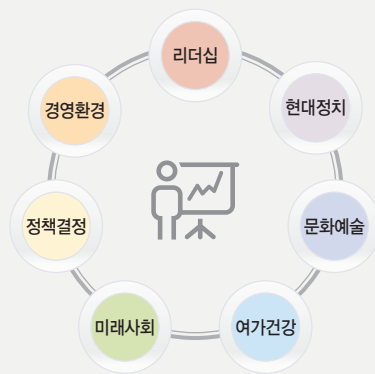 리더십
현대정치
문화예술
여가건강
미래사회
정책결정
경영환경